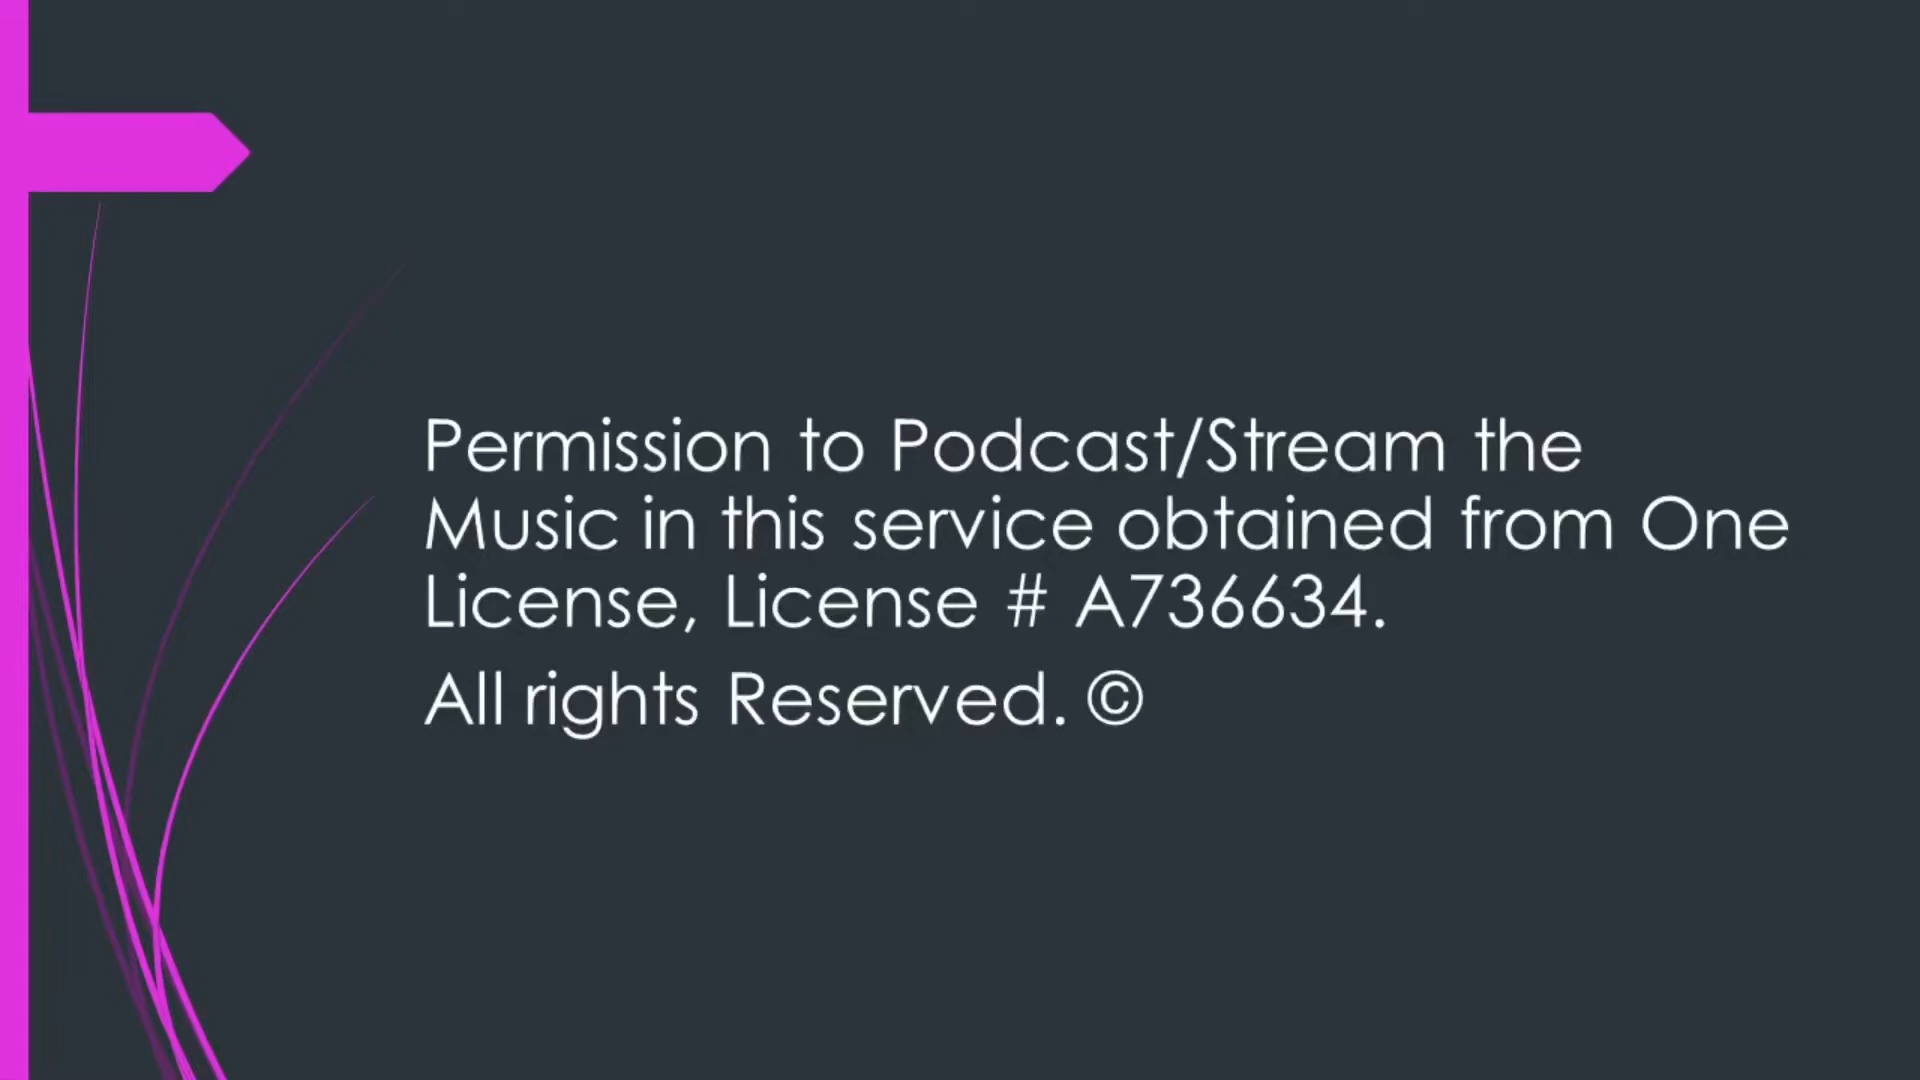 Permission to Podcast/Stream the
Music in this service obtained from One
License, License # A736634.
All rights Reserved. ©